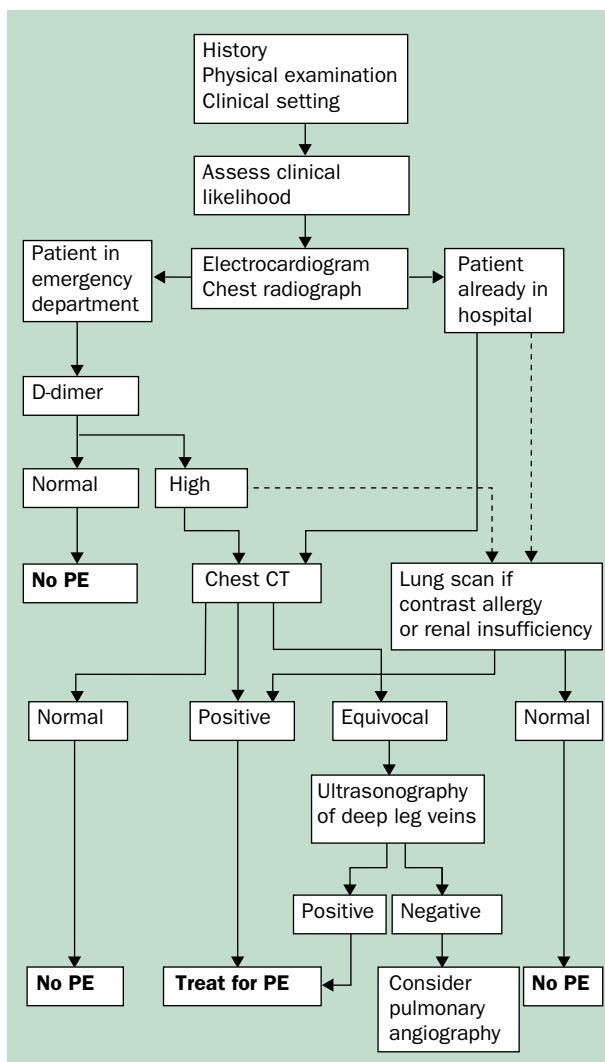 History
Physical examination
Clinical setting
Assess clinical
likelihood
Patient in
emergency
department
Electrocardiogram
Chest radiograph
Patient
already in
hospital
D-dimer
Normal
High
No PE
Chest CT
Lung scan if
contrast allergy
or renal insufficiency
Normal
Positive
Equivocal
Normal
Ultrasonography
of deep leg veins
Positive
Negative
No PE
Treat for PE
Consider
pulmonary
angiography
No PE